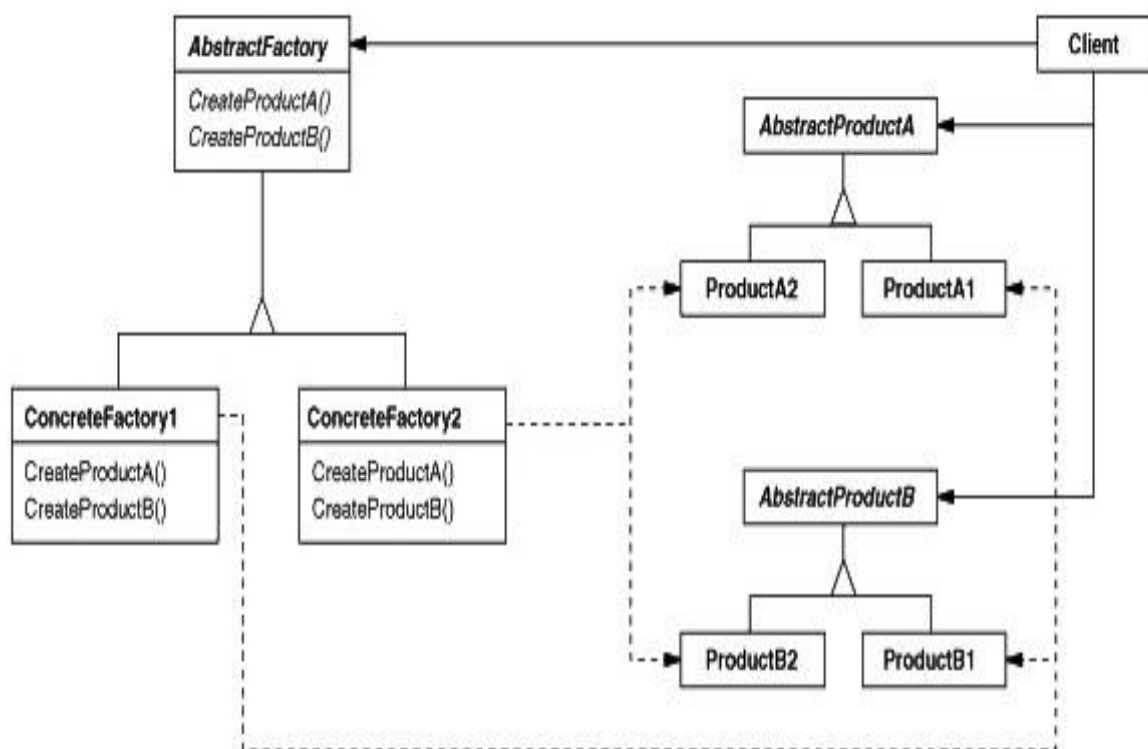 AbstractFactory
CreateProductA()
CreateProductB()
Client
AbstractProductA
ProductA2
ProductA1
ConcreteFactory1
CreateProductA()
CreateProductB()
ConcreteFactory2
CreateProductA()
CreateProductB()
AbstractProductB
ProductB2
ProductB1